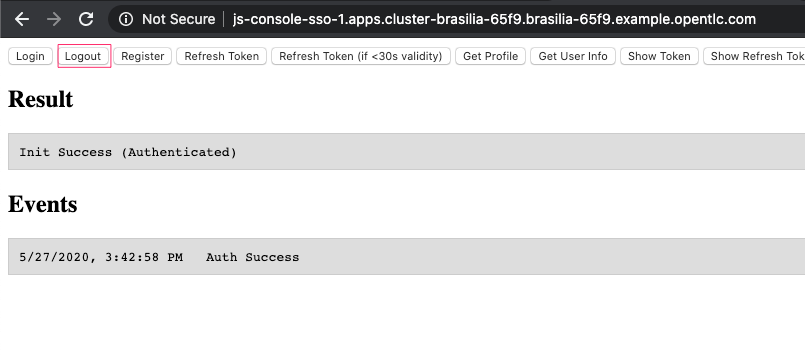 Not Secure js-console-sso-1.apps.cluster-brasilia-65f9.brasilia-65f9.example.opentlc.com
Login Logout Register Refresh Token Refresh Token (if <30s validity) Get Profile Get User Info Show Token Show Refresh Tok
Result
Init Success (Authenticated)
Events
5/27/2020, 3:42:58 PM Auth Success